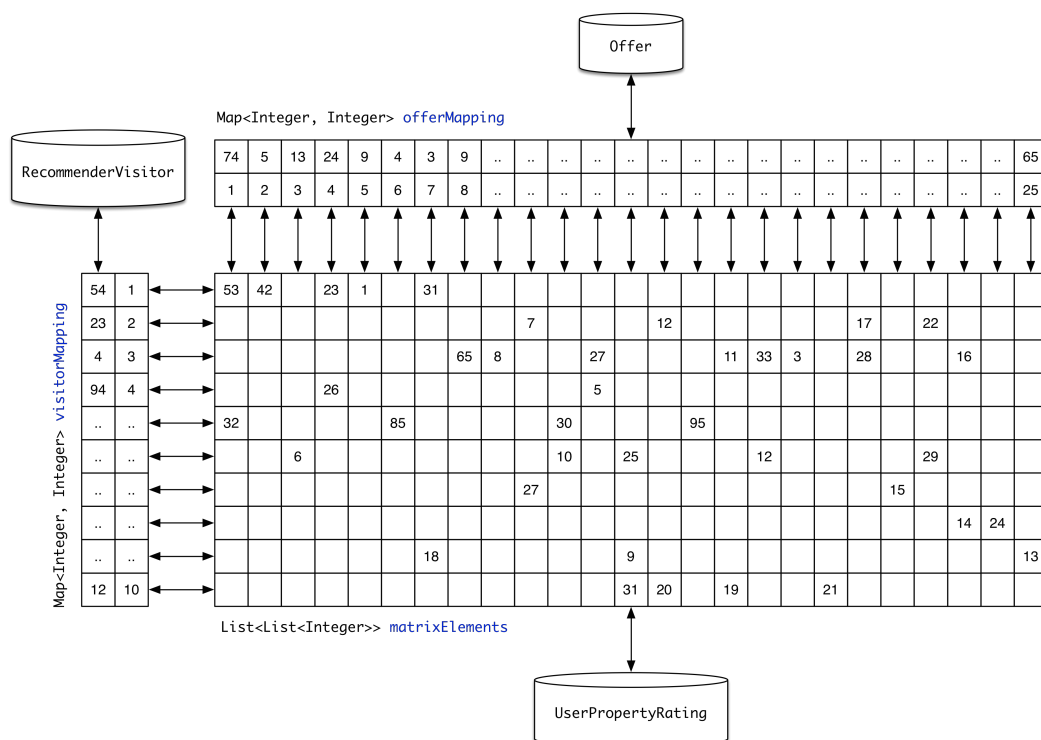 Offer
Map<Integer, Integer> offerMapping
RecommenderVisitor
74 5 13 24 9 4 3 9 .. .. .. .. .. .. .. .. .. .. .. .. .. .. .. .. 65
1 2 3 4 5 6 7 8 .. .. .. .. .. .. .. .. .. .. .. .. .. .. .. .. 25
Map<Integer, Integer> visitorMapping
54 1 53 42 23 1 31
23 2 7 12 17 22
4 3 65 8 27 11 33 3 28 16
94 4 26 5
.. .. 32 85 30 95
.. .. 6 10 25 12 29
.. .. 27 15
.. .. 14 24
.. .. 18 9 13
12 10 31 20 19 21
List<List<Integer>> matrixElements
UserPropertyRating